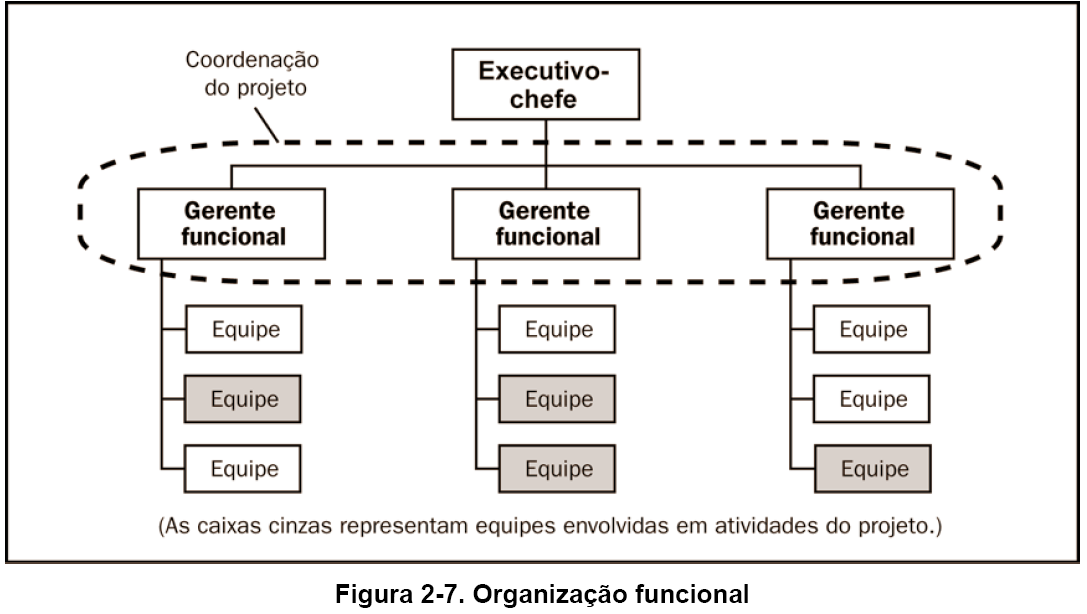 Coordenação
do projeto
Executivo-
chefe
Gerente
funcional
Gerente
funcional
Gerente
funcional
Equipe
Equipe
Equipe
Equipe
Equipe
Equipe
Equipe
Equipe
Equipe
(As caixas cinzas representam equipes envolvidas em atividades do projeto.)
Figura 2-7. Organização funcional